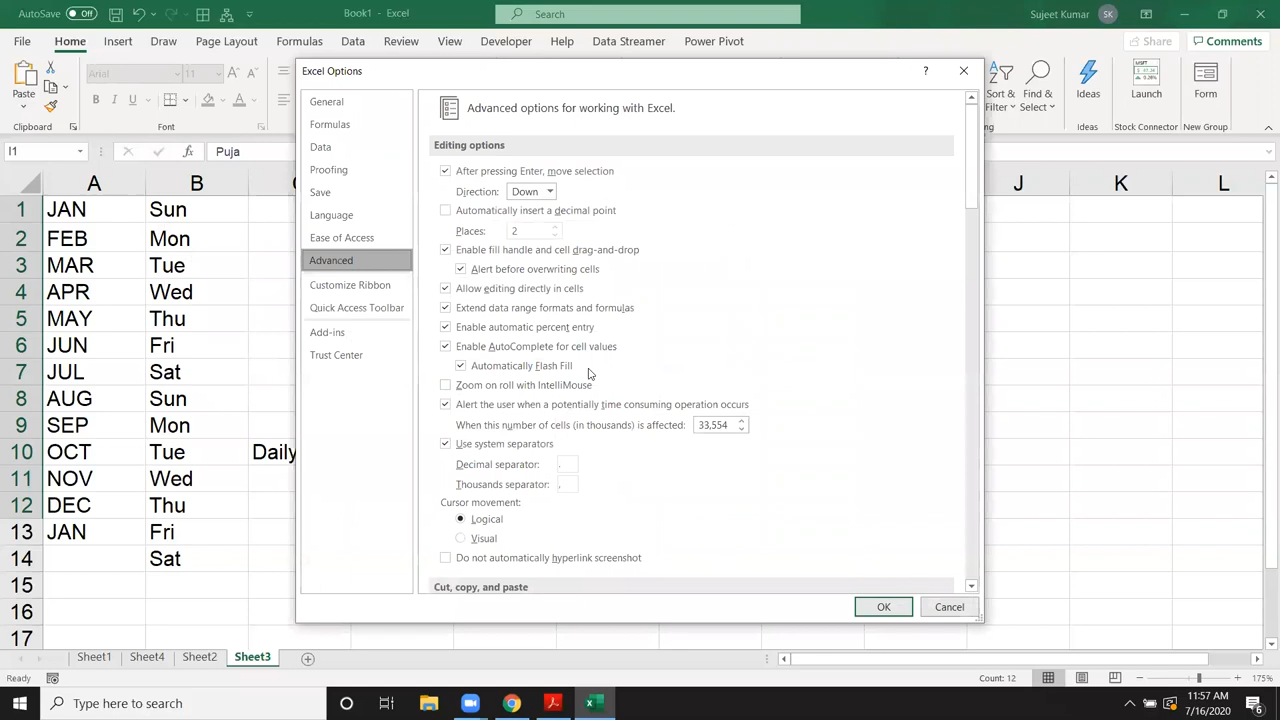 AutoSave Off Book1 - Excel Search Sujeet Kumar SK
File Home Insert Draw Page Layout Formulas Data Review View Developer Help Data Streamer Power Pivot Share Comments
Paste Arial B I U Sort & Filter Find & Select Ideas Launch Form
Clipboard Font Ideas Stock Connector New Group
I1 fx Puja
A B J K L
1 JAN Sun
2 FEB Mon
3 MAR Tue
4 APR Wed
5 MAY Thu
6 JUN Fri
7 JUL Sat
8 AUG Sun
9 SEP Mon
10 OCT Tue Daily
11 NOV Wed
12 DEC Thu
13 JAN Fri
14 Sat
15
16
17
Excel Options ?
General
Formulas
Data
Proofing
Save
Language
Ease of Access
Advanced
Customize Ribbon
Quick Access Toolbar
Add-ins
Trust Center
Advanced options for working with Excel.
Editing options
After pressing Enter, move selection
Direction: Down
Automatically insert a decimal point
Places: 2
Enable fill handle and cell drag-and-drop
Alert before overwriting cells
Allow editing directly in cells
Extend data range formats and formulas
Enable automatic percent entry
Enable AutoComplete for cell values
Automatically Flash Fill
Zoom on roll with IntelliMouse
Alert the user when a potentially time consuming operation occurs
When this number of cells (in thousands) is affected: 33,554
Use system separators
Decimal separator: .
Thousands separator: ,
Cursor movement:
Logical
Visual
Do not automatically hyperlink screenshot
Cut, copy, and paste
OK Cancel
Sheet1 Sheet4 Sheet2 Sheet3
Ready Count: 12 175%
Type here to search 11:57 AM
7/16/2020 6